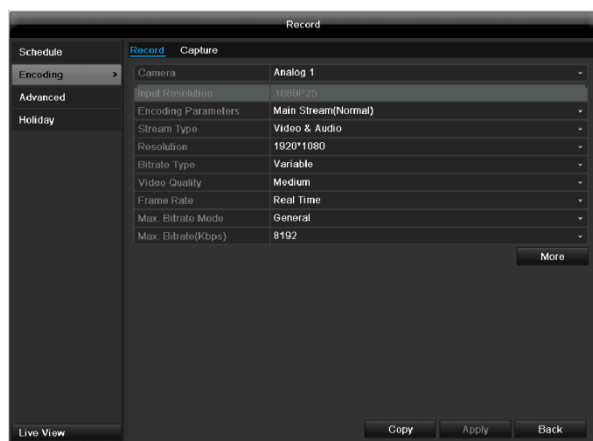 Record
Schedule
Encoding >
Advanced
Holiday
Live View
Record Capture
Camera Analog 1
Input Resolution 1080P25
Encoding Parameters Main Stream(Normal)
Stream Type Video & Audio
Resolution 1920*1080
Bitrate Type Variable
Video Quality Medium
Frame Rate Real Time
Max. Bitrate Mode General
Max. Bitrate(Kbps) 8192
More
Copy Apply Back